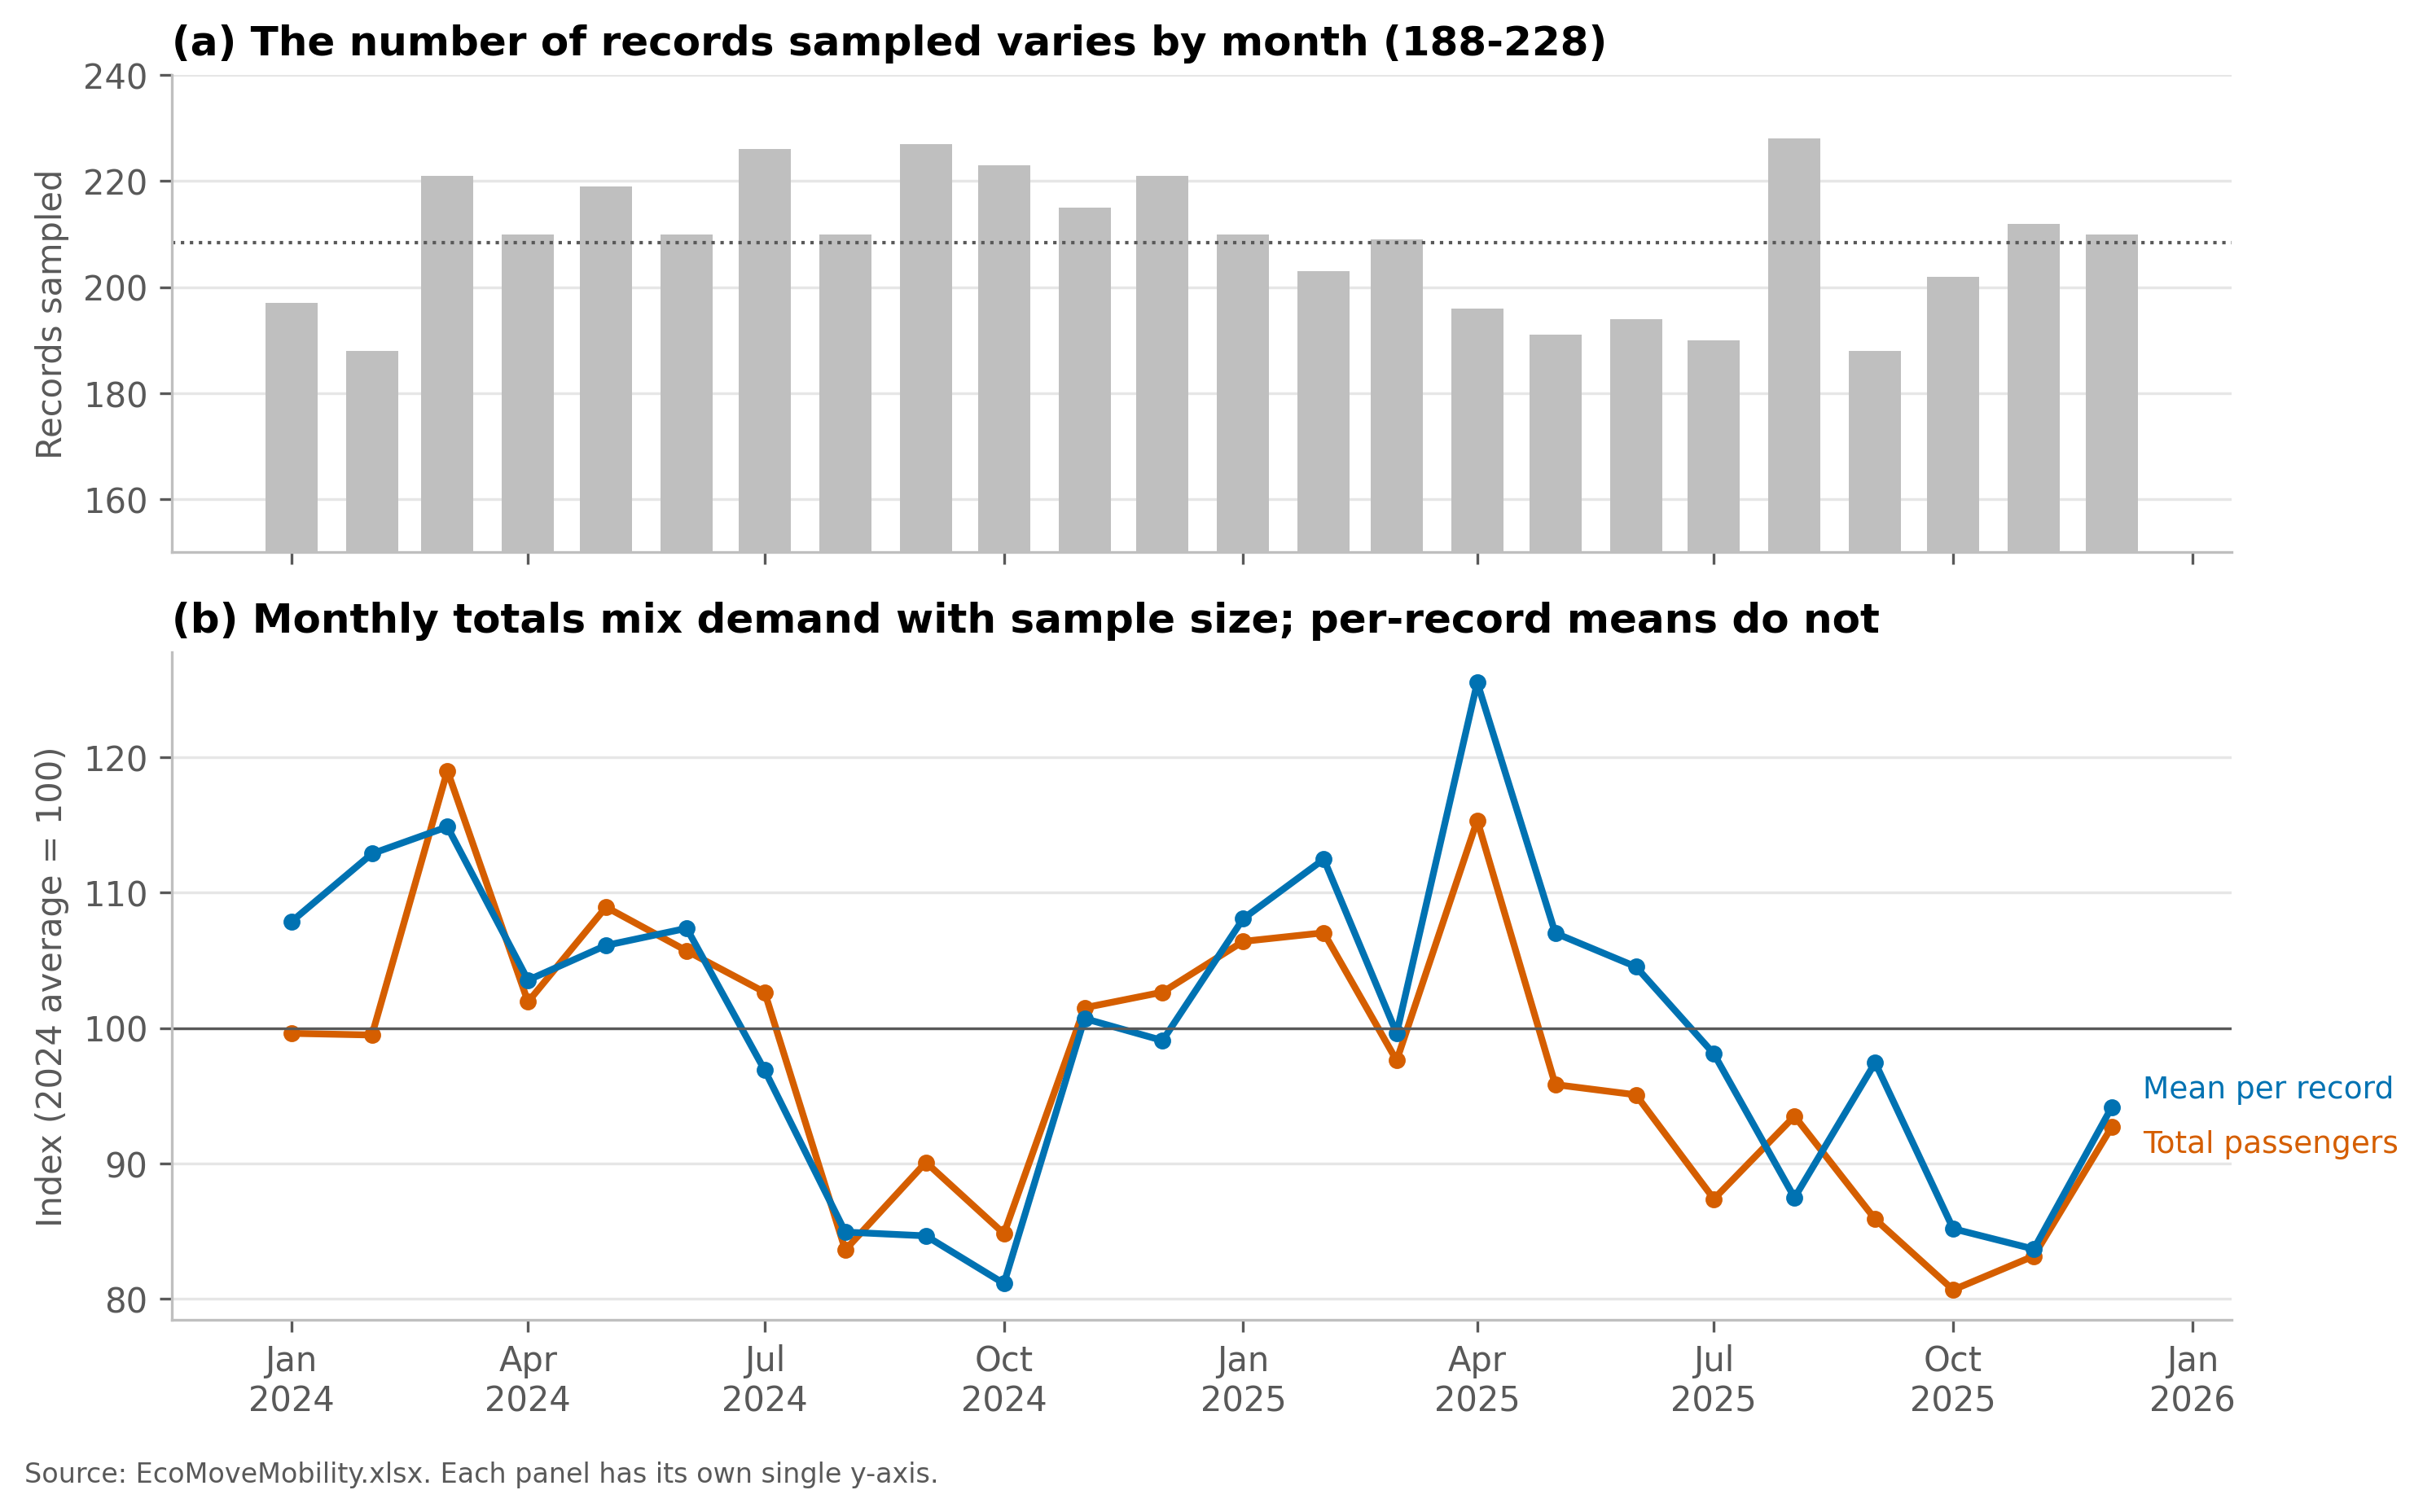 (a) The number of records sampled varies by month (188-228)
Records sampled
240
220
200
180
160
(b) Monthly totals mix demand with sample size; per-record means do not
Index (2024 average = 100)
120
110
100
90
80
Mean per record
Total passengers
Jan Apr Jul Oct Jan Apr Jul Oct Jan
2024 2024 2024 2024 2025 2025 2025 2025 2026
Source: EcoMoveMobility.xlsx. Each panel has its own single y-axis.